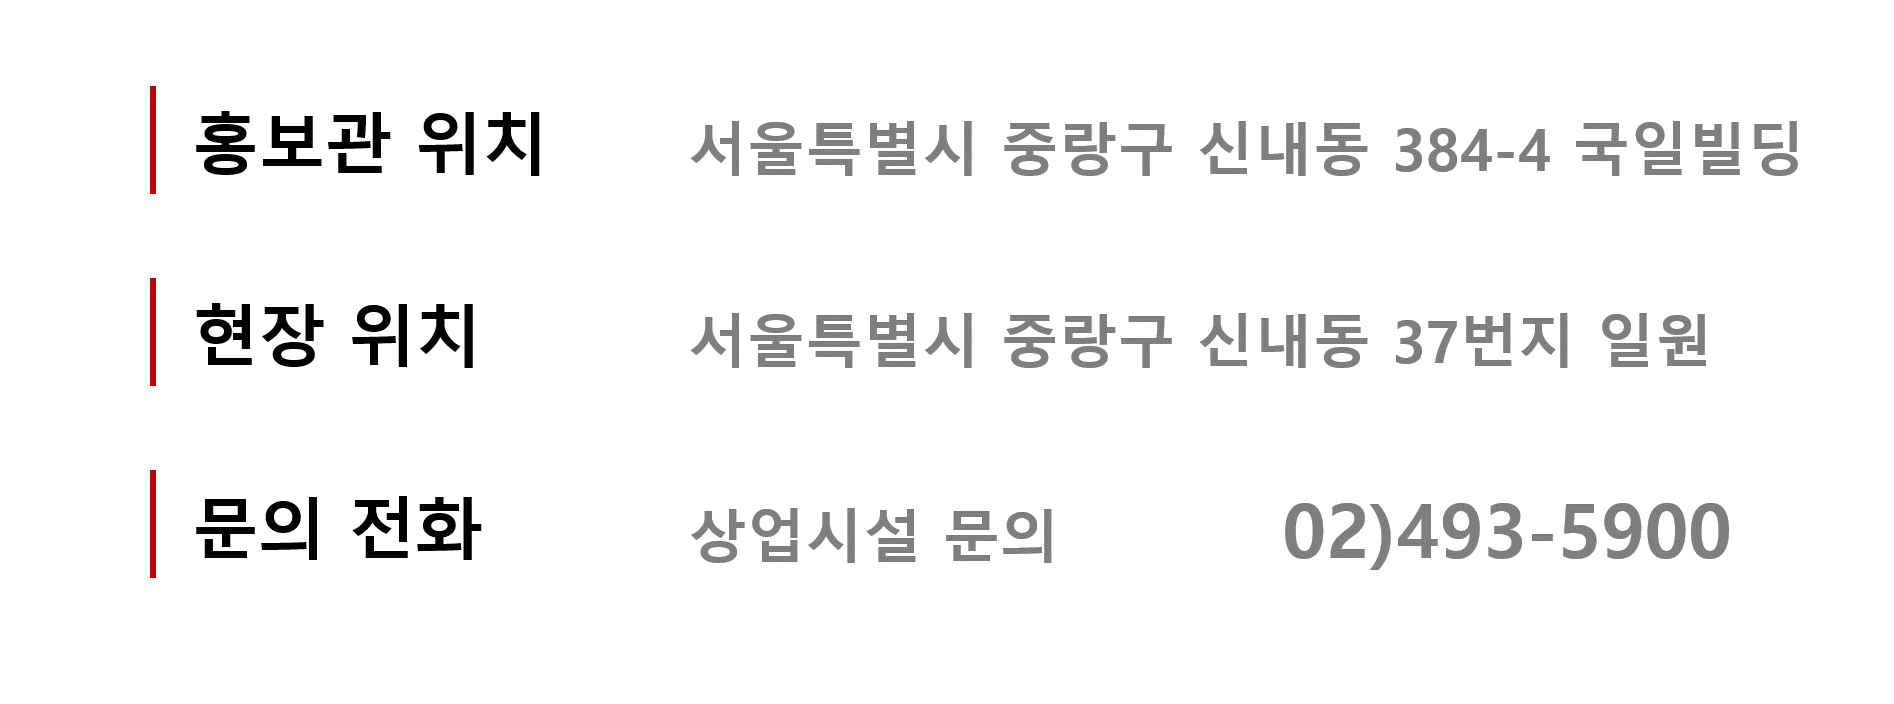 홍보관 위치 서울특별시 중랑구 신내동 384-4 국일빌딩
현장 위치 서울특별시 중랑구 신내동 37번지 일원
문의 전화 상업시설 문의 02)493-5900